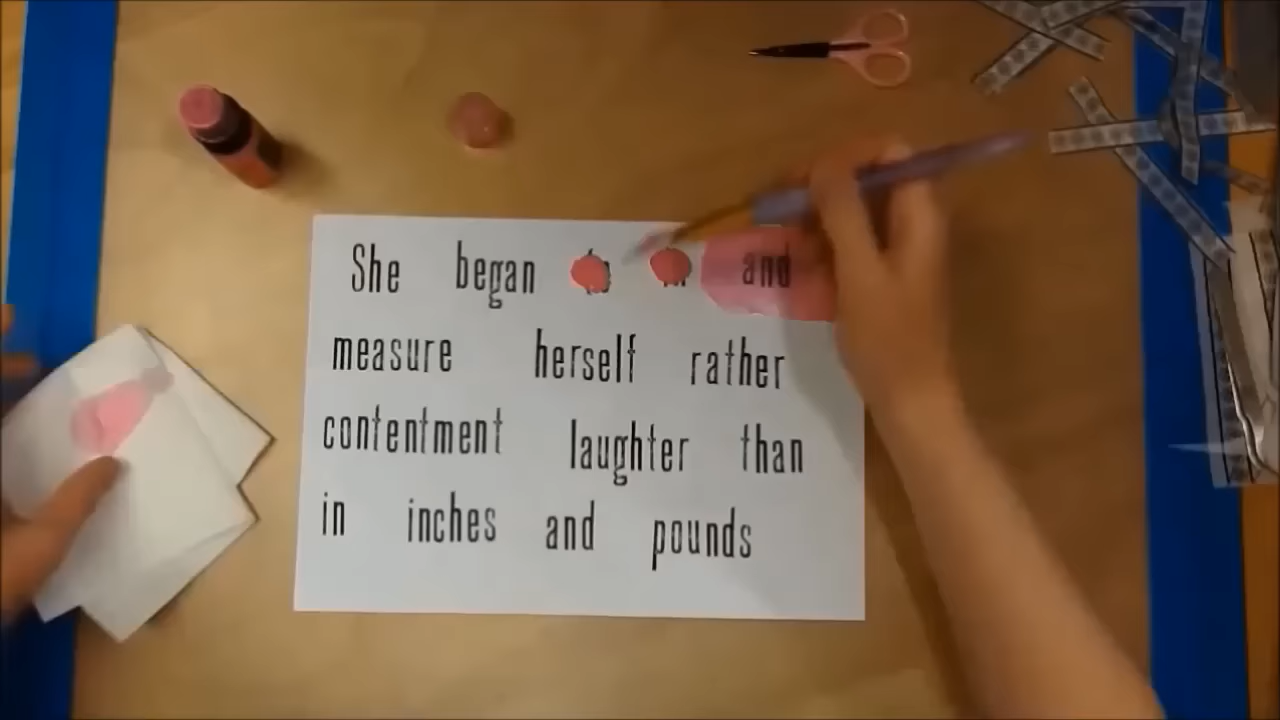 She began and
measure herself rather
contentment laughter than
in inches and pounds